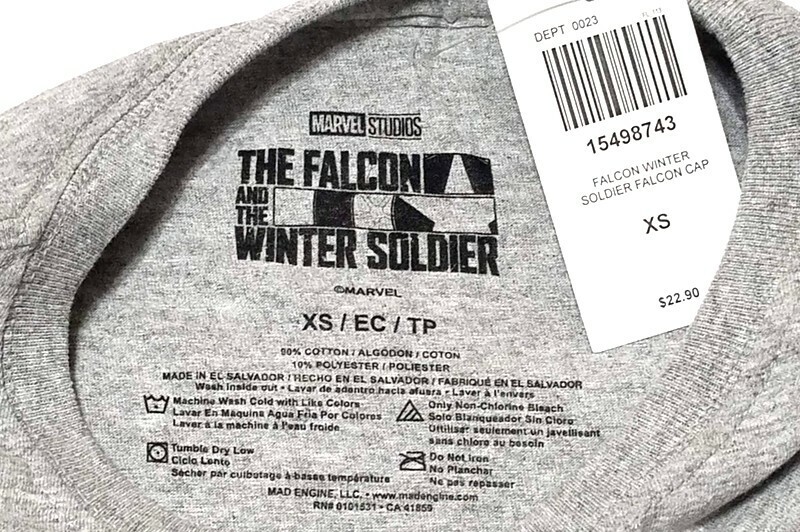 DEPT 0023
15498743
FALCON WINTER
SOLDIER FALCON CAP
XS
$22.90
MARVEL STUDIOS
THE FALCON
AND
THE
WINTER SOLDIER
©MARVEL
XS / EC / TP
90% COTTON / ALGODON / COTON
10% POLYESTER / POLIESTER
MADE IN EL SALVADOR / HECHO EN EL SALVADOR / FABRIQUÉ EN EL SALVADOR
Wash inside out • Lavar de adentro hacia afuera • Laver à l'envers
Machine Wash Cold with Like Colors
Lavar En Máquina Agua Fria Por Colores
Laver à la machine à l'eau froide
Only Non-Chlorine Bleach
Solo Blanqueador Sin Cloro
Uttiliser seulement un javellisant
sans chlore au besoin
Tumble Dry Low
Ciclo Lento
Sécher par culbutage à basse température
Do Not Iron
No Planchar
Ne pas repasser
MAD ENGINE, LLC. • www.madengine.com
RN# 0101531 • CA 41859